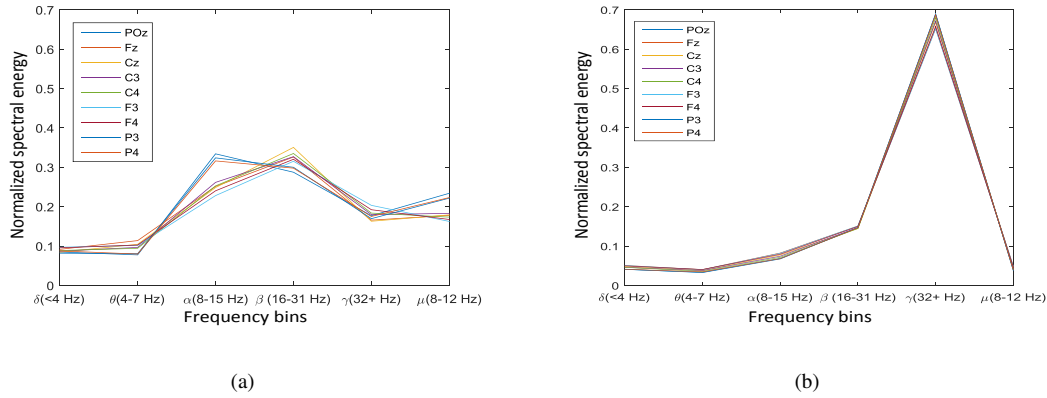 0.7
0.6
0.5
0.4
0.3
0.2
0.1
0
Normalized spectral energy
POz
Fz
Cz
C3
C4
F3
F4
P3
P4
δ(<4 Hz) θ(4-7 Hz) α(8-15 Hz) β (16-31 Hz) γ(32+ Hz) μ(8-12 Hz)
Frequency bins
(a)
0.7
0.6
0.5
0.4
0.3
0.2
0.1
0
Normalized spectral energy
POz
Fz
Cz
C3
C4
F3
F4
P3
P4
δ(<4 Hz) θ(4-7 Hz) α(8-15 Hz) β (16-31 Hz) γ(32+ Hz) μ(8-12 Hz)
Frequency bins
(b)